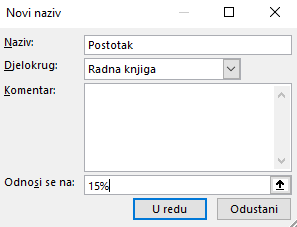 Novi naziv
Naziv: Postotak
Djelokrug: Radna knjiga
Komentar:
Odnosi se na: 15%
U redu Odustani